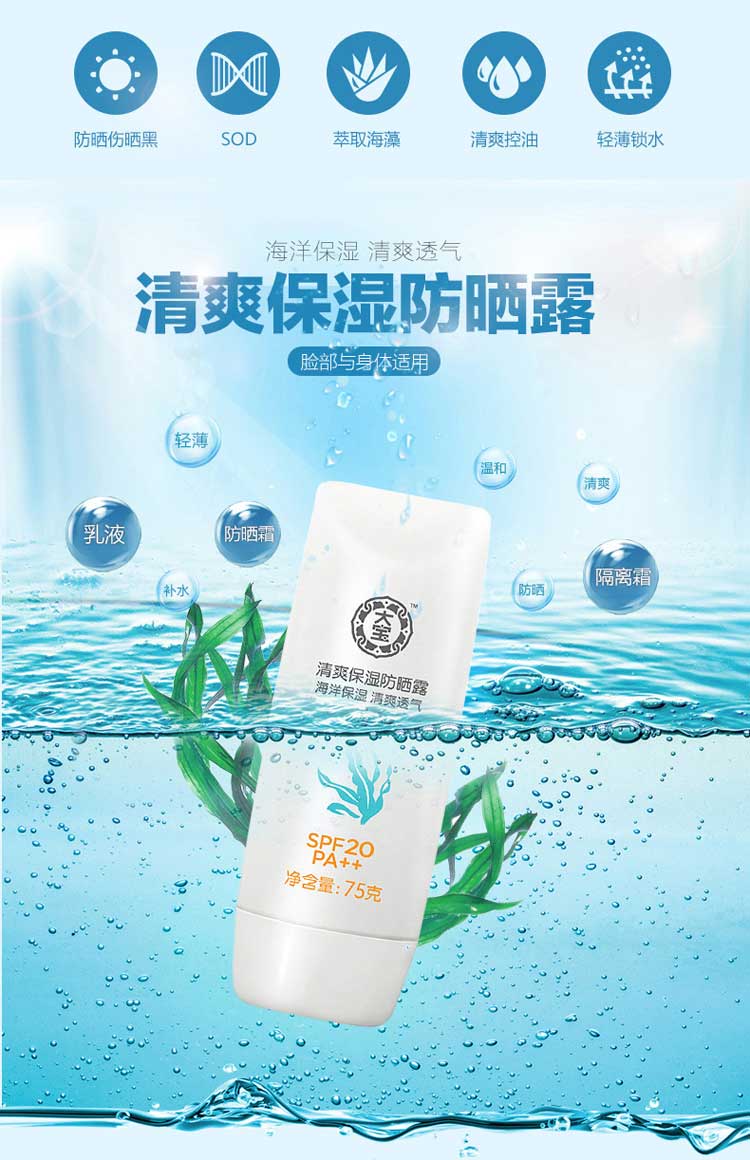 防晒伤晒黑 SOD 萃取海藻 清爽控油 轻薄锁水
海洋保湿 清爽透气
清爽保湿防晒露
脸部与身体适用
轻薄
温和
清爽
乳液
防晒霜
隔离霜
补水
防晒
大宝
TM
清爽保湿防晒露
海洋保湿 清爽透气
SPF20
PA++
净含量:75克